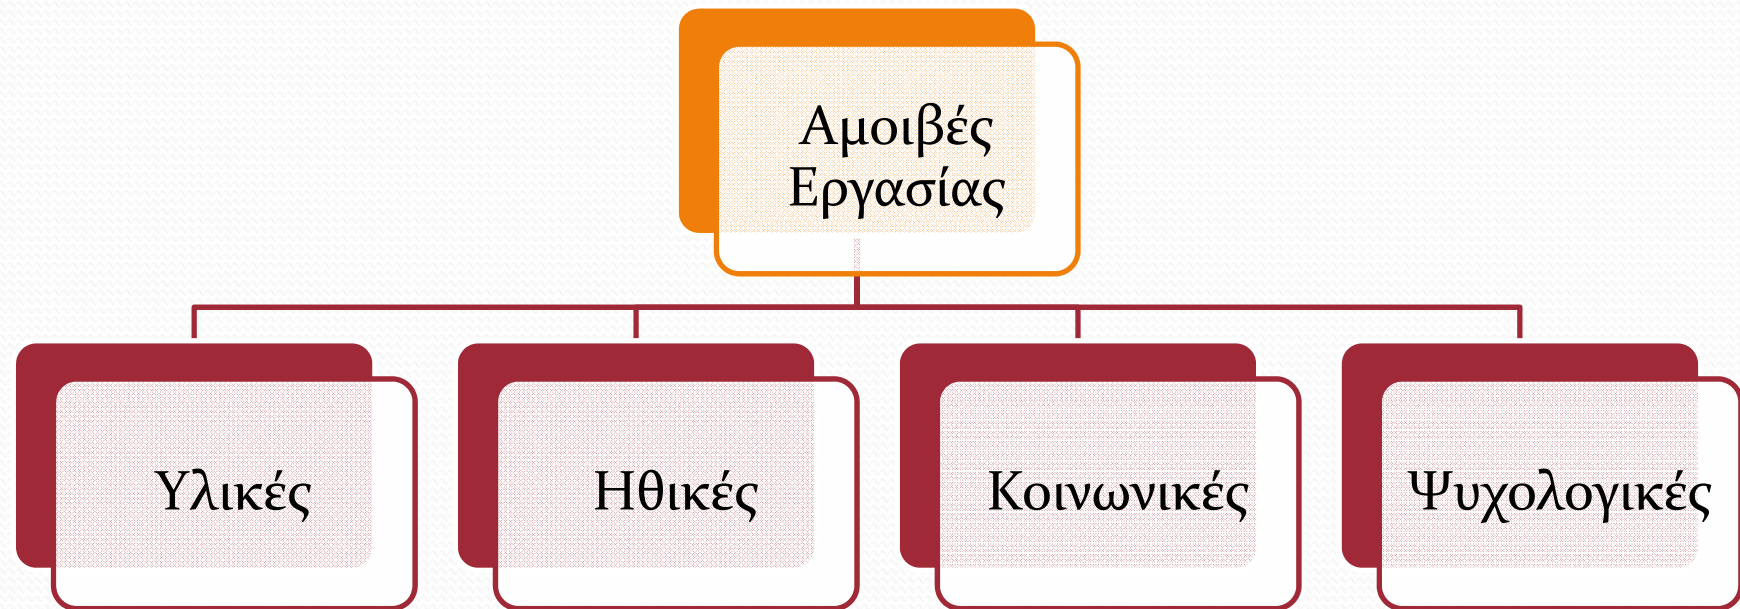 Αμοιβές
Εργασίας
Υλικές
Ηθικές
Κοινωνικές
Ψυχολογικές